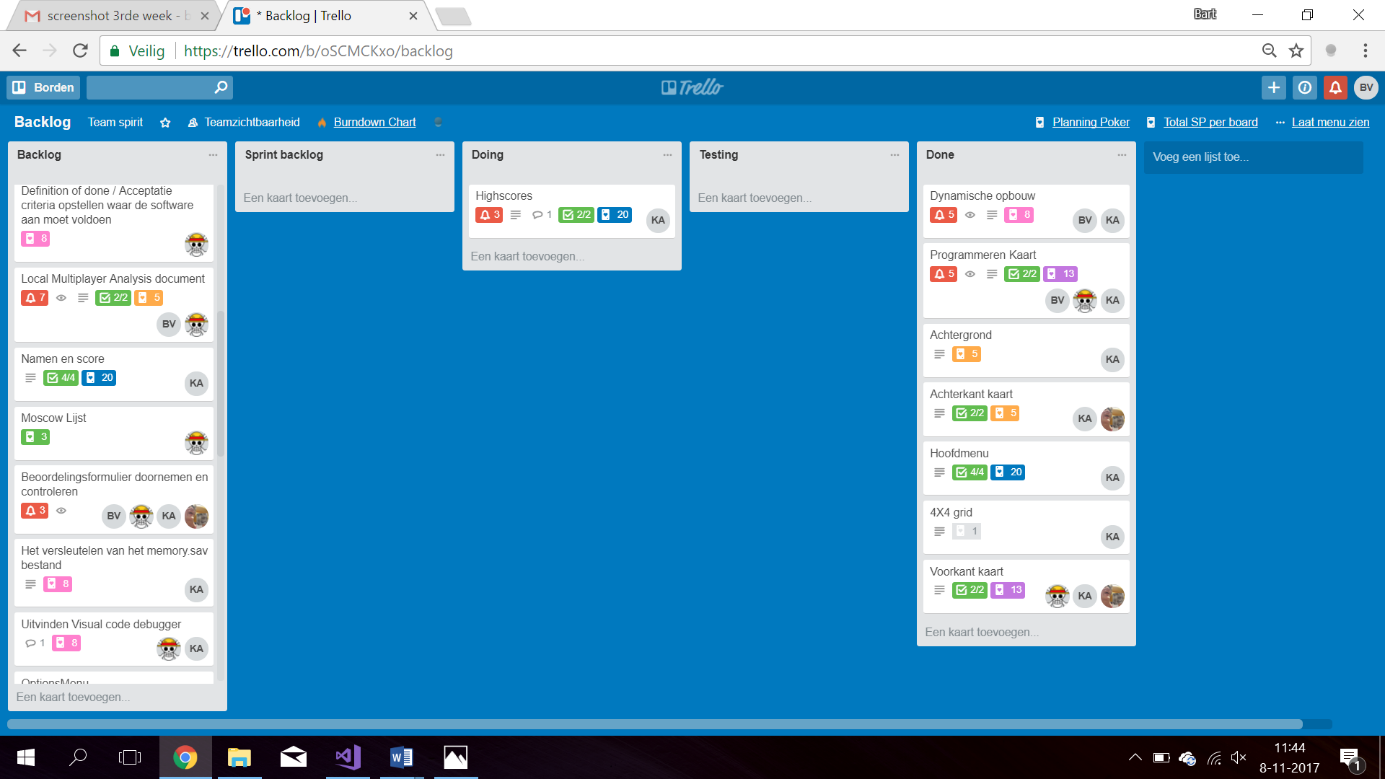 screenshot 3rde week - b
* Backlog | Trello
Bart
Veilig
https://trello.com/b/oSCMCKxo/backlog
Borden
Trello
BV
Backlog
Team spirit
Teamzichtbaarheid
Burndown Chart
Planning Poker
Total SP per board
... Laat menu zien
Backlog
Definition of done / Acceptatie
criteria opstellen waar de software
aan moet voldoen
8
Local Multiplayer Analysis document
7 2/2 5
BV
Namen en score
4/4 20
KA
Moscow Lijst
3
Beoordelingsformulier doornemen en
controleren
3
BV KA
Het versleutelen van het memory.sav
bestand
8
KA
Uitvinden Visual code debugger
1 8
KA
OptionsMenu
Een kaart toevoegen...
Sprint backlog
Een kaart toevoegen...
Doing
Highscores
3 1 2/2 20
KA
Een kaart toevoegen...
Testing
Een kaart toevoegen...
Done
Dynamische opbouw
5 8
BV KA
Programmeren Kaart
5 2/2 13
BV KA
Achtergrond
5
KA
Achterkant kaart
2/2 5
KA
Hoofdmenu
4/4 20
KA
4X4 grid
1
KA
Voorkant kaart
2/2 13
KA
Een kaart toevoegen...
Voeg een lijst toe...
11:44
8-11-2017
1